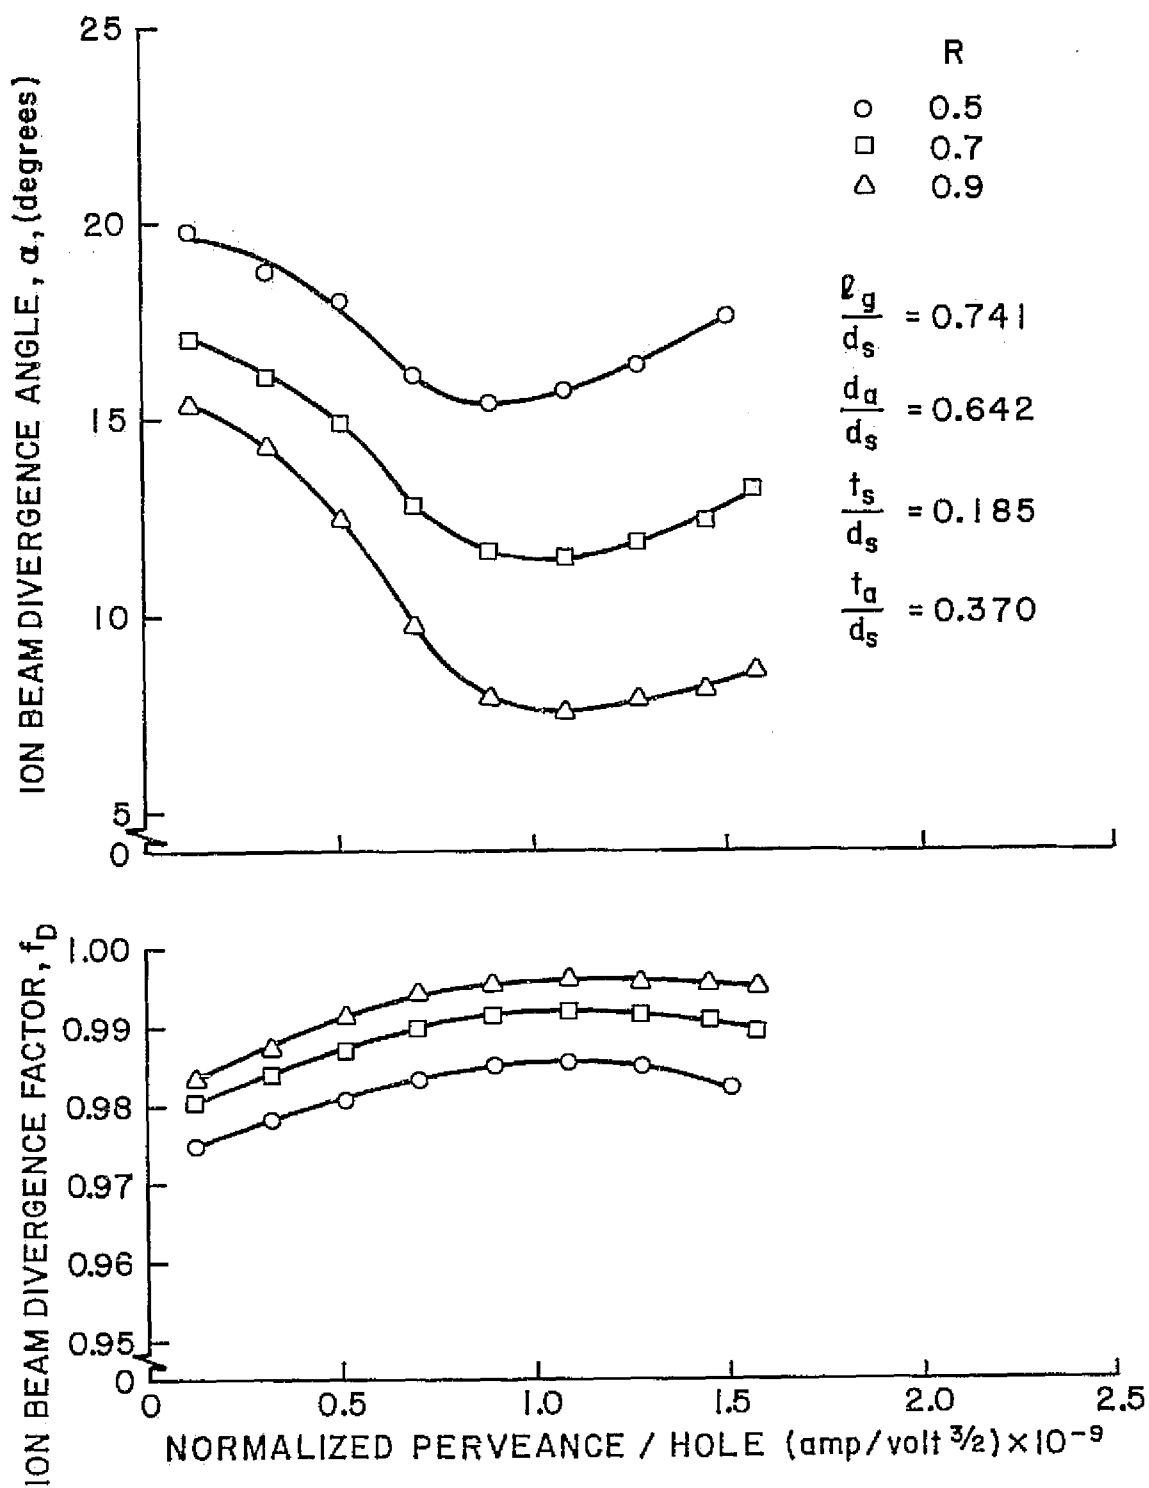 ION BEAM DIVERGENCE ANGLE, α, (degrees)
25
20
15
10
5
0
R
○ 0.5
□ 0.7
△ 0.9
ℓg/ds = 0.741
da/ds = 0.642
ts/ds = 0.185
ta/ds = 0.370
ION BEAM DIVERGENCE FACTOR, fD
1.00
0.99
0.98
0.97
0.96
0.95
0
0 0.5 1.0 1.5 2.0 2.5
NORMALIZED PERVEANCE / HOLE (amp/volt 3/2) × 10⁻⁹